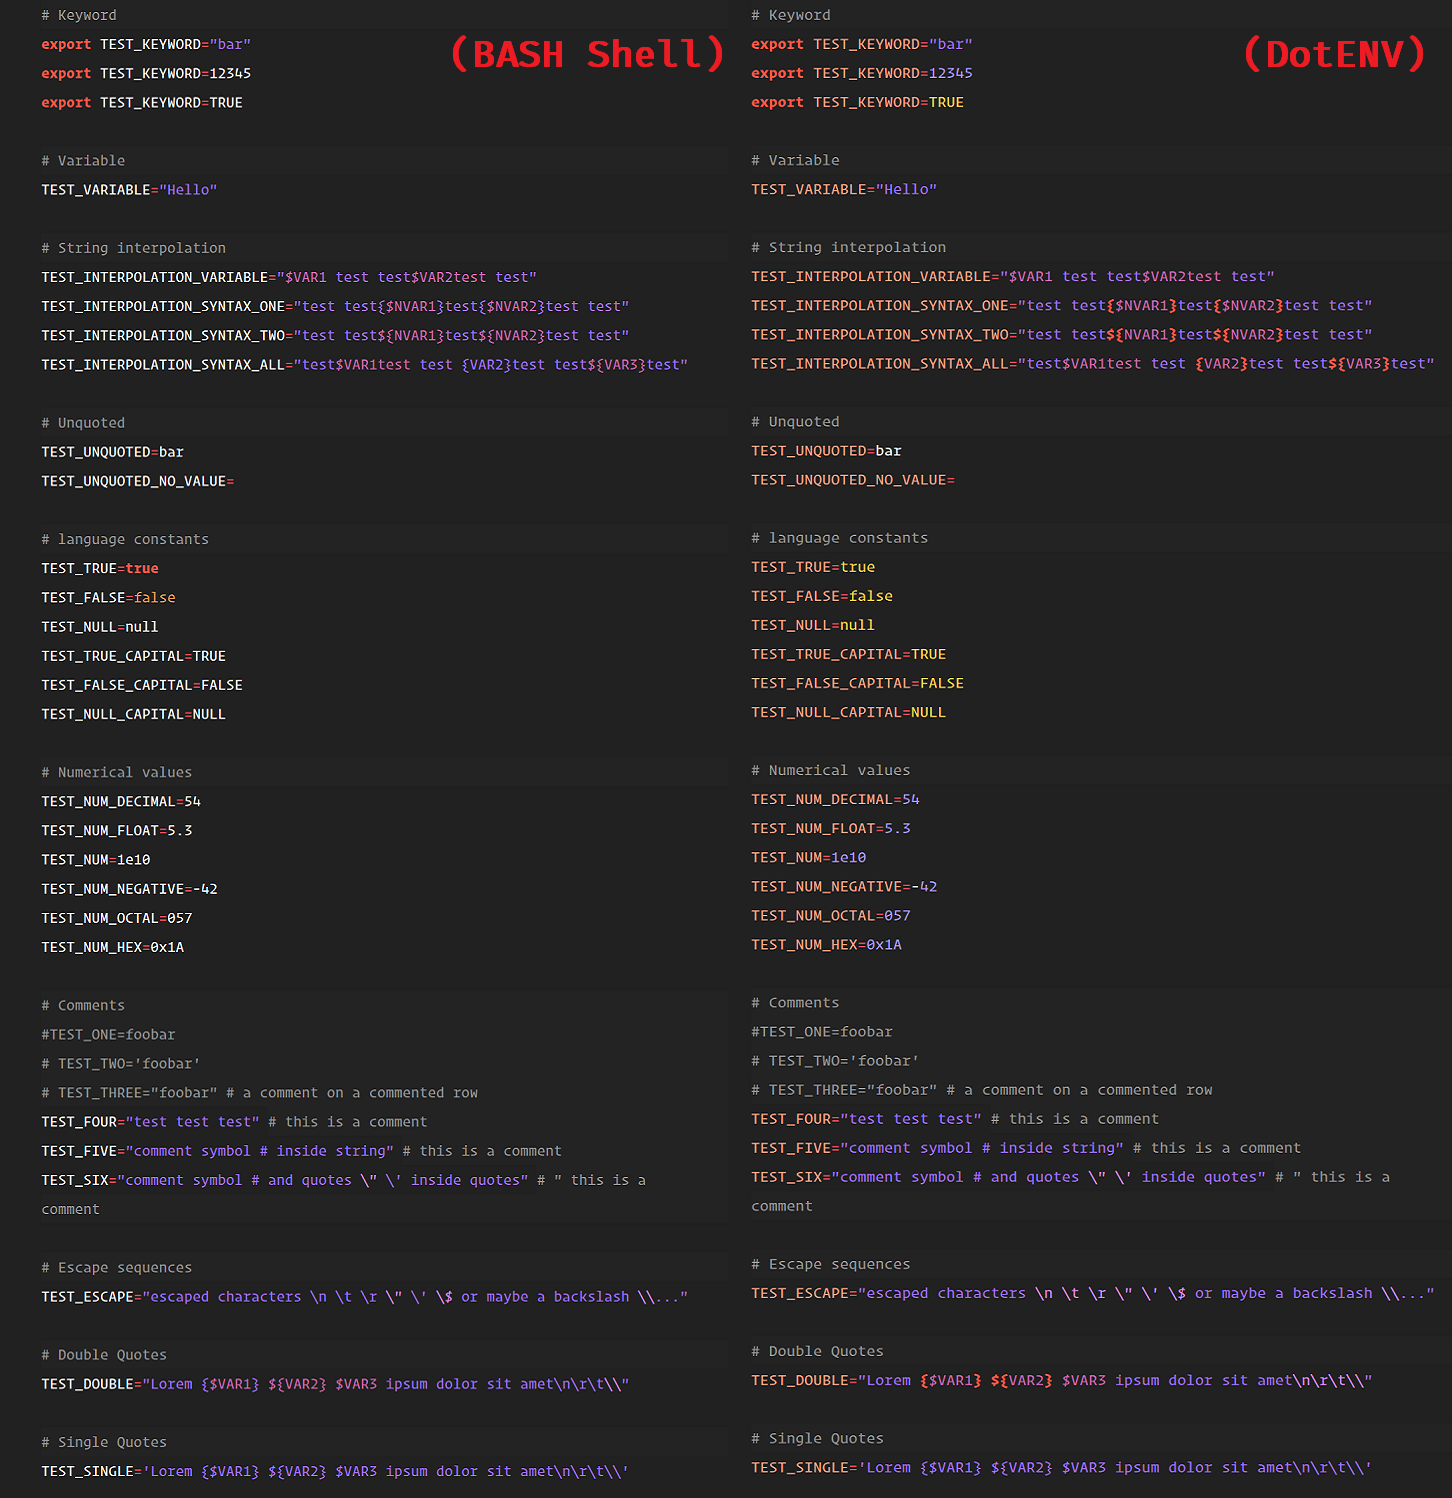 # Keyword
export TEST_KEYWORD="bar"
export TEST_KEYWORD=12345
export TEST_KEYWORD=TRUE
(BASH Shell)
# Variable
TEST_VARIABLE="Hello"
# String interpolation
TEST_INTERPOLATION_VARIABLE="$VAR1 test test$VAR2test test"
TEST_INTERPOLATION_SYNTAX_ONE="test test{$NVAR1}test{$NVAR2}test test"
TEST_INTERPOLATION_SYNTAX_TWO="test test${NVAR1}test${NVAR2}test test"
TEST_INTERPOLATION_SYNTAX_ALL="test$VAR1test test {VAR2}test test${VAR3}test"
# Unquoted
TEST_UNQUOTED=bar
TEST_UNQUOTED_NO_VALUE=
# language constants
TEST_TRUE=true
TEST_FALSE=false
TEST_NULL=null
TEST_TRUE_CAPITAL=TRUE
TEST_FALSE_CAPITAL=FALSE
TEST_NULL_CAPITAL=NULL
# Numerical values
TEST_NUM_DECIMAL=54
TEST_NUM_FLOAT=5.3
TEST_NUM=1e10
TEST_NUM_NEGATIVE=-42
TEST_NUM_OCTAL=057
TEST_NUM_HEX=0x1A
# Comments
#TEST_ONE=foobar
# TEST_TWO='foobar'
# TEST_THREE="foobar" # a comment on a commented row
TEST_FOUR="test test test" # this is a comment
TEST_FIVE="comment symbol # inside string" # this is a comment
TEST_SIX="comment symbol # and quotes \" \' inside quotes" # " this is a
comment
# Escape sequences
TEST_ESCAPE="escaped characters \n \t \r \" \' \$ or maybe a backslash \\..."
# Double Quotes
TEST_DOUBLE="Lorem {$VAR1} ${VAR2} $VAR3 ipsum dolor sit amet\n\r\t\\"
# Single Quotes
TEST_SINGLE='Lorem {$VAR1} ${VAR2} $VAR3 ipsum dolor sit amet\n\r\t\\'
# Keyword
export TEST_KEYWORD="bar"
export TEST_KEYWORD=12345
export TEST_KEYWORD=TRUE
(DotENV)
# Variable
TEST_VARIABLE="Hello"
# String interpolation
TEST_INTERPOLATION_VARIABLE="$VAR1 test test$VAR2test test"
TEST_INTERPOLATION_SYNTAX_ONE="test test{$NVAR1}test{$NVAR2}test test"
TEST_INTERPOLATION_SYNTAX_TWO="test test${NVAR1}test${NVAR2}test test"
TEST_INTERPOLATION_SYNTAX_ALL="test$VAR1test test {VAR2}test test${VAR3}test"
# Unquoted
TEST_UNQUOTED=bar
TEST_UNQUOTED_NO_VALUE=
# language constants
TEST_TRUE=true
TEST_FALSE=false
TEST_NULL=null
TEST_TRUE_CAPITAL=TRUE
TEST_FALSE_CAPITAL=FALSE
TEST_NULL_CAPITAL=NULL
# Numerical values
TEST_NUM_DECIMAL=54
TEST_NUM_FLOAT=5.3
TEST_NUM=1e10
TEST_NUM_NEGATIVE=-42
TEST_NUM_OCTAL=057
TEST_NUM_HEX=0x1A
# Comments
#TEST_ONE=foobar
# TEST_TWO='foobar'
# TEST_THREE="foobar" # a comment on a commented row
TEST_FOUR="test test test" # this is a comment
TEST_FIVE="comment symbol # inside string" # this is a comment
TEST_SIX="comment symbol # and quotes \" \' inside quotes" # " this is a
comment
# Escape sequences
TEST_ESCAPE="escaped characters \n \t \r \" \' \$ or maybe a backslash \\..."
# Double Quotes
TEST_DOUBLE="Lorem {$VAR1} ${VAR2} $VAR3 ipsum dolor sit amet\n\r\t\\"
# Single Quotes
TEST_SINGLE='Lorem {$VAR1} ${VAR2} $VAR3 ipsum dolor sit amet\n\r\t\\'